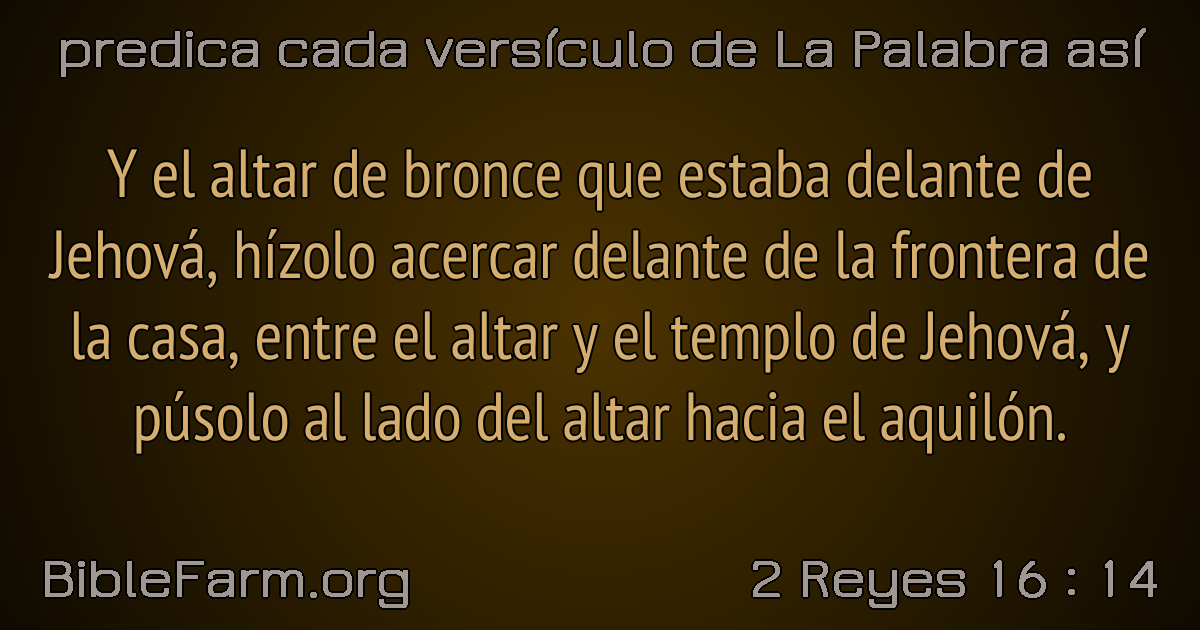 predica cada versículo de La Palabra así
Y el altar de bronce que estaba delante de
Jehová, hízolo acercar delante de la frontera de
la casa, entre el altar y el templo de Jehová, y
púsolo al lado del altar hacia el aquilón.
BibleFarm.org
2 Reyes 16 : 14